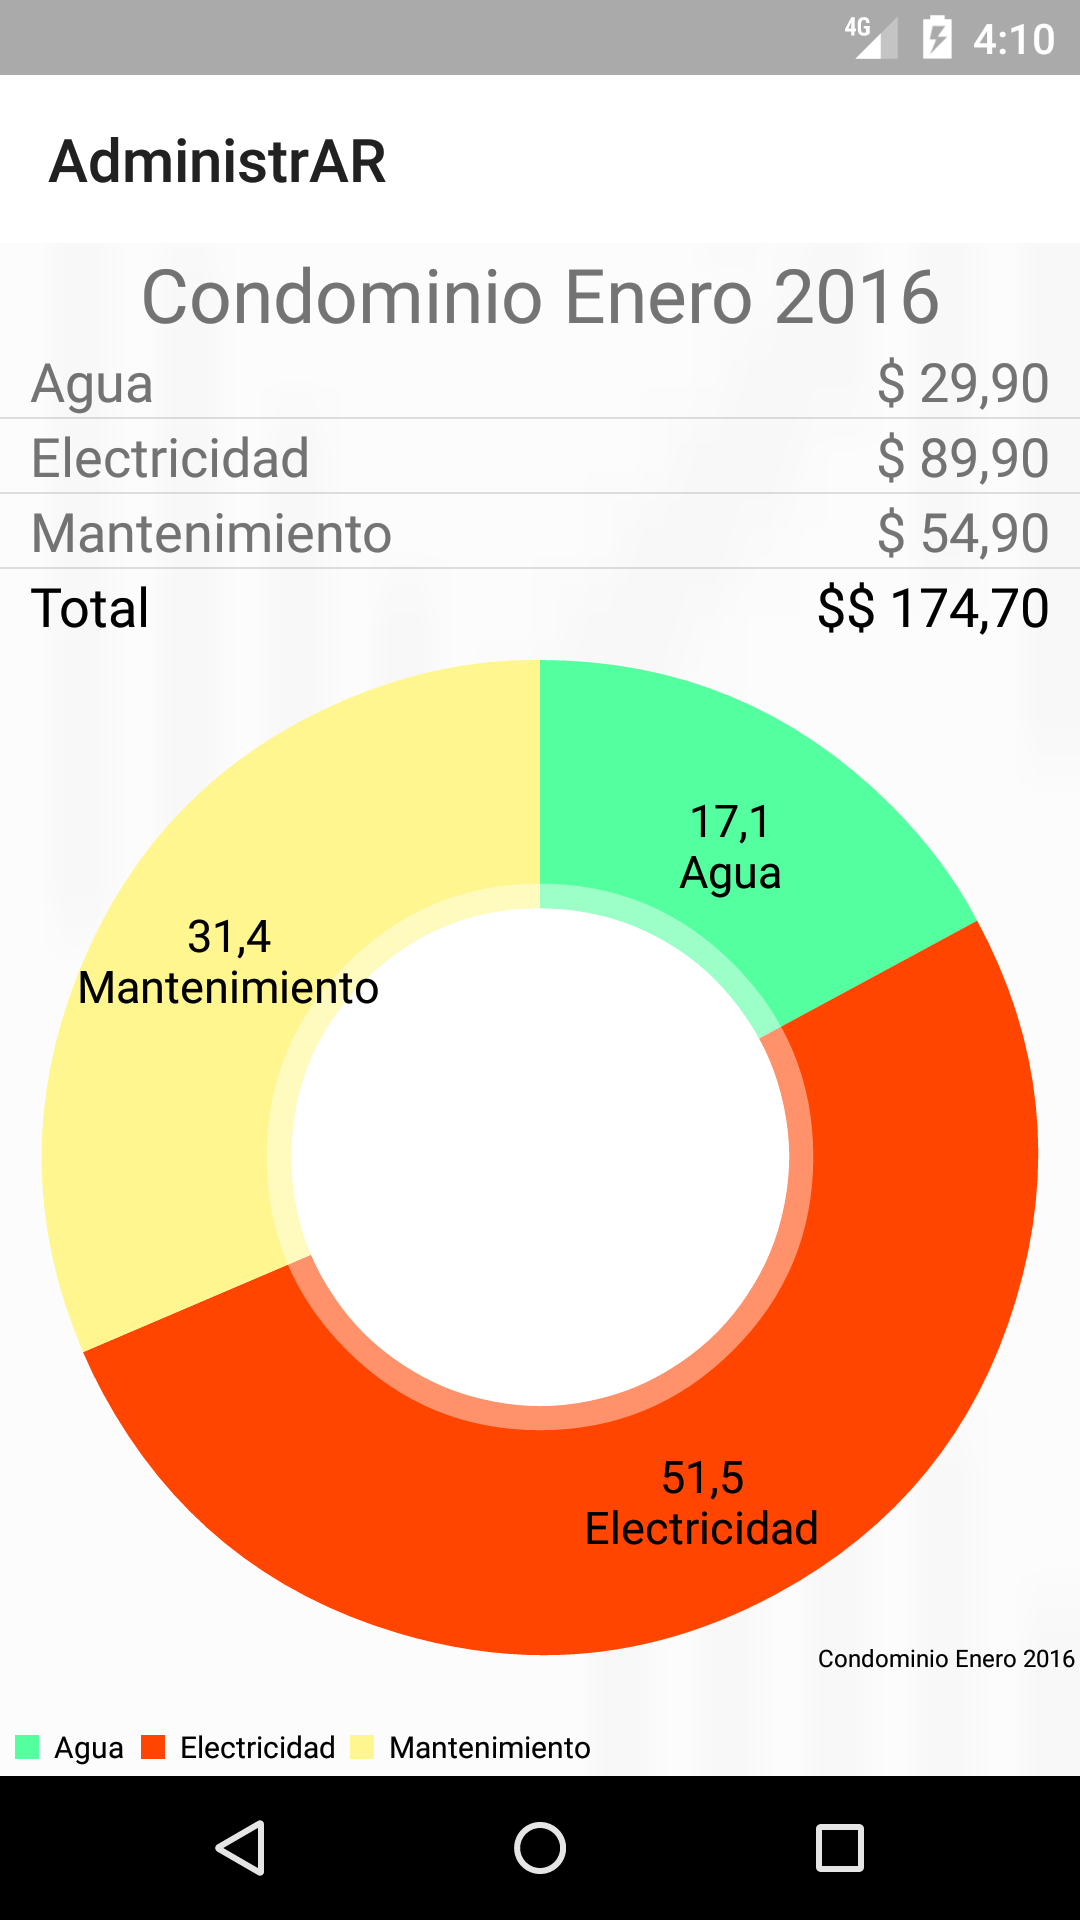 4G 4:10
AdministrAR
Condominio Enero 2016
Agua $ 29,90
Electricidad $ 89,90
Mantenimiento $ 54,90
Total $$ 174,70
17,1
Agua
31,4
Mantenimiento
51,5
Electricidad
Condominio Enero 2016
Agua Electricidad Mantenimiento